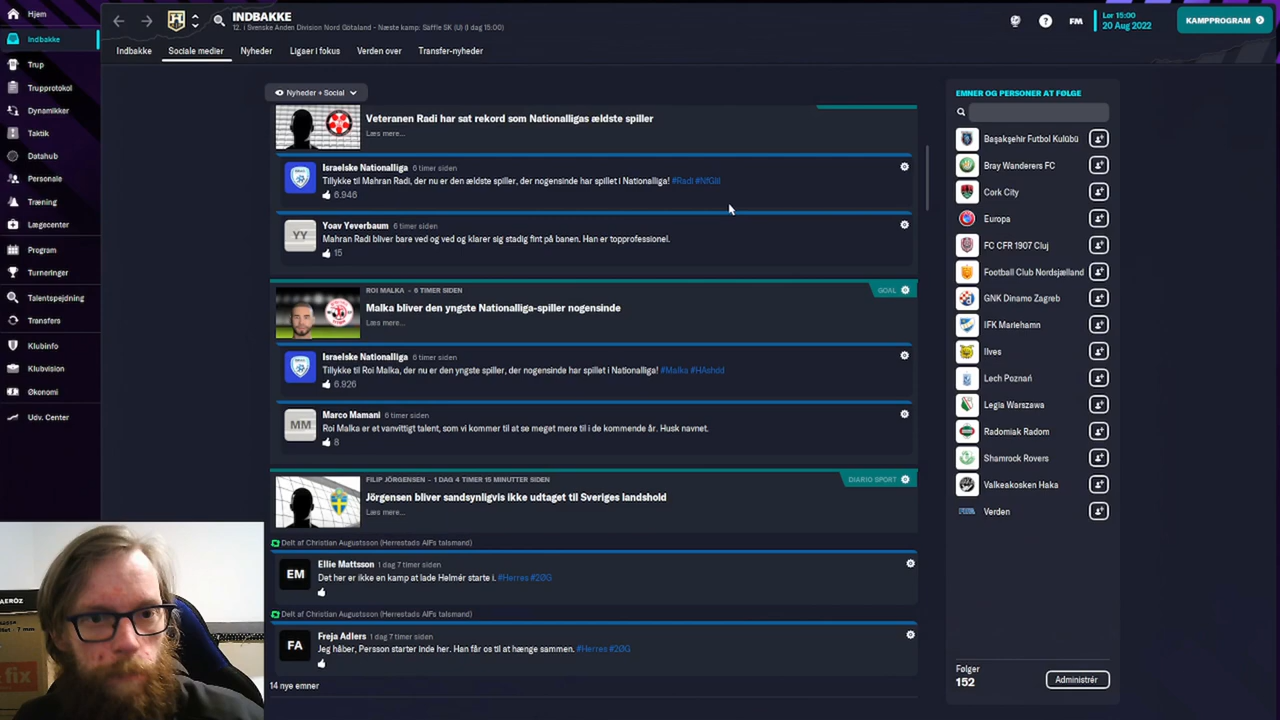 Hjem
Indbakke
Trup
Trupprotokol
Dynamikker
Taktik
Datahub
Personale
Træning
Lægecenter
Program
Turneringer
Talentspejdning
Transfers
Klubinfo
Klubvision
Økonomi
Udv. Center
INDBAKKE
12. i Svenske Anden Division Nord Götaland - Næste kamp: Säffle SK (U) (I dag 15:00)
FM
Lør 15:00
20 Aug 2022
KAMPPROGRAM
Indbakke
Sociale medier
Nyheder
Ligaer i fokus
Verden over
Transfer-nyheder
Nyheder + Social
Veteranen Radi har sat rekord som Nationalligas ældste spiller
Læs mere...
Israelske Nationalliga 6 timer siden
Tillykke til Mahran Radi, der nu er den ældste spiller, der nogensinde har spillet i Nationalliga! #Radi #NfGlil
6.946
YY
Yoav Yeverbaum 6 timer siden
Mahran Radi bliver bare ved og ved og klarer sig stadig fint på banen. Han er topprofessionel.
15
ROI MALKA - 6 TIMER SIDEN
GOAL
Malka bliver den yngste Nationalliga-spiller nogensinde
Læs mere...
Israelske Nationalliga 6 timer siden
Tillykke til Roi Malka, der nu er den yngste spiller, der nogensinde har spillet i Nationalliga! #Malka #HAshdd
6.926
MM
Marco Mamani 6 timer siden
Roi Malka er et vanvittigt talent, som vi kommer til at se meget mere til i de kommende år. Husk navnet.
8
FILIP JÖRGENSEN - 1 DAG 4 TIMER 15 MINUTTER SIDEN
DIARIO SPORT
Jörgensen bliver sandsynligvis ikke udtaget til Sveriges landshold
Læs mere...
Delt af Christian Augustsson (Herrestads AIFs talsmand)
EM
Ellie Mattsson 1 dag 7 timer siden
Det her er ikke en kamp at lade Helmér starte i. #Herres #2ØG
Delt af Christian Augustsson (Herrestads AIFs talsmand)
FA
Freja Adlers 1 dag 7 timer siden
Jeg håber, Persson starter inde her. Han får os til at hænge sammen. #Herres #2ØG
14 nye emner
EMNER OG PERSONER AT FØLGE
Başakşehir Futbol Kulübü
Bray Wanderers FC
Cork City
Europa
FC CFR 1907 Cluj
Football Club Nordsjælland
GNK Dinamo Zagreb
IFK Mariehamn
Ilves
Lech Poznań
Legia Warszawa
Radomiak Radom
Shamrock Rovers
Valkeakosken Haka
FIFA
Verden
Følger
152
Administrér
fix